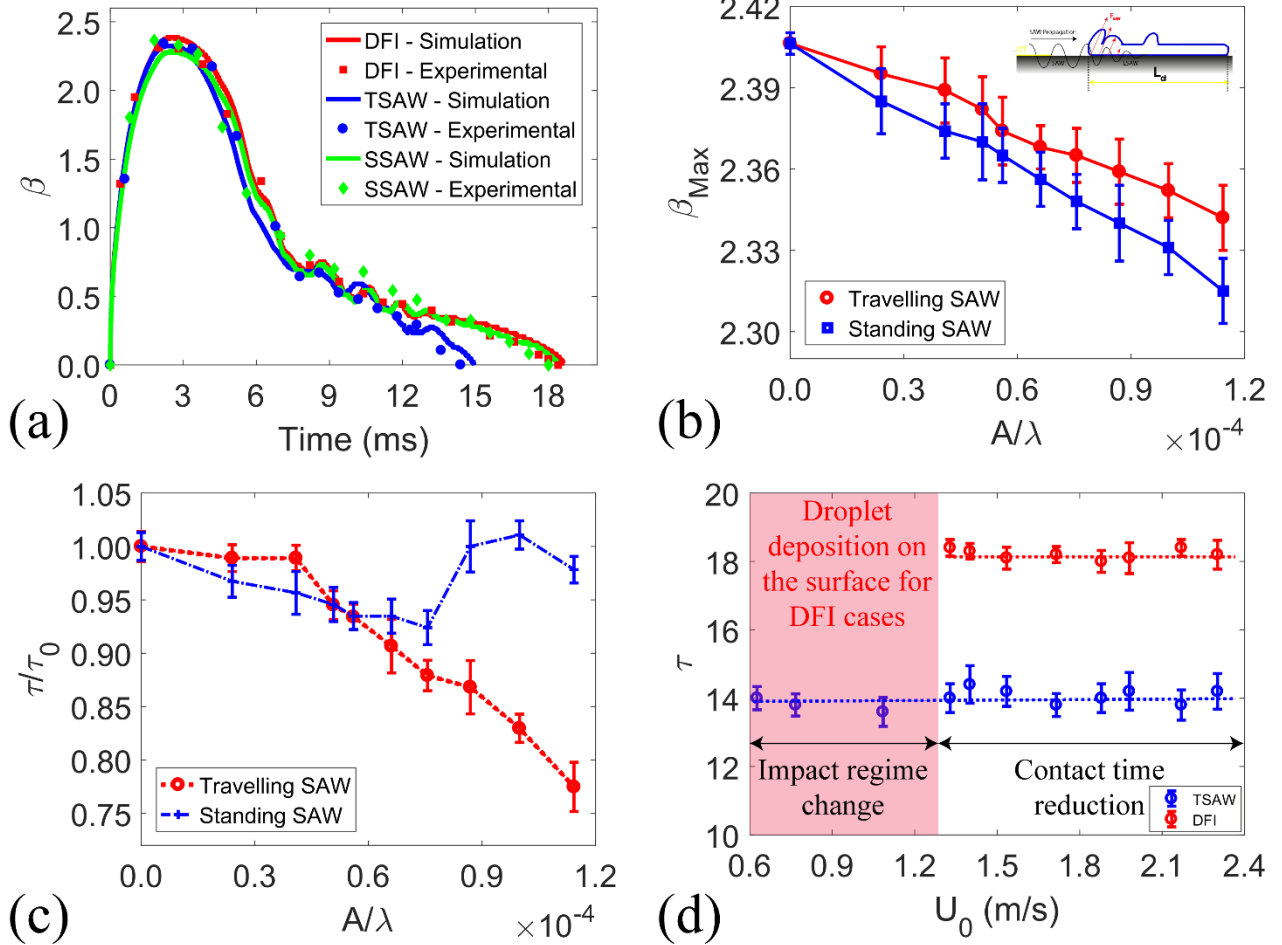 2.5
2.0
1.5
1.0
0.5
0.0
β
0
3
6
9
12
15
18
Time (ms)
DFI - Simulation
DFI - Experimental
TSAW - Simulation
TSAW - Experimental
SSAW - Simulation
SSAW - Experimental
(a)
2.42
2.39
2.36
2.33
2.30
βMax
0.0
0.3
0.6
0.9
1.2
A/λ
× 10-4
SAW Propagation
SAW
LSAW
Travelling SAW
Standing SAW
(b)
1.05
1.00
0.95
0.90
0.85
0.80
0.75
τ/τ0
0.0
0.3
0.6
0.9
1.2
A/λ
× 10-4
Travelling SAW
Standing SAW
(c)
20
18
16
14
12
10
τ
0.6
0.9
1.2
1.5
1.8
2.1
2.4
U0 (m/s)
Droplet
deposition on
the surface for
DFI cases
Impact regime
change
Contact time
reduction
TSAW
DFI
(d)